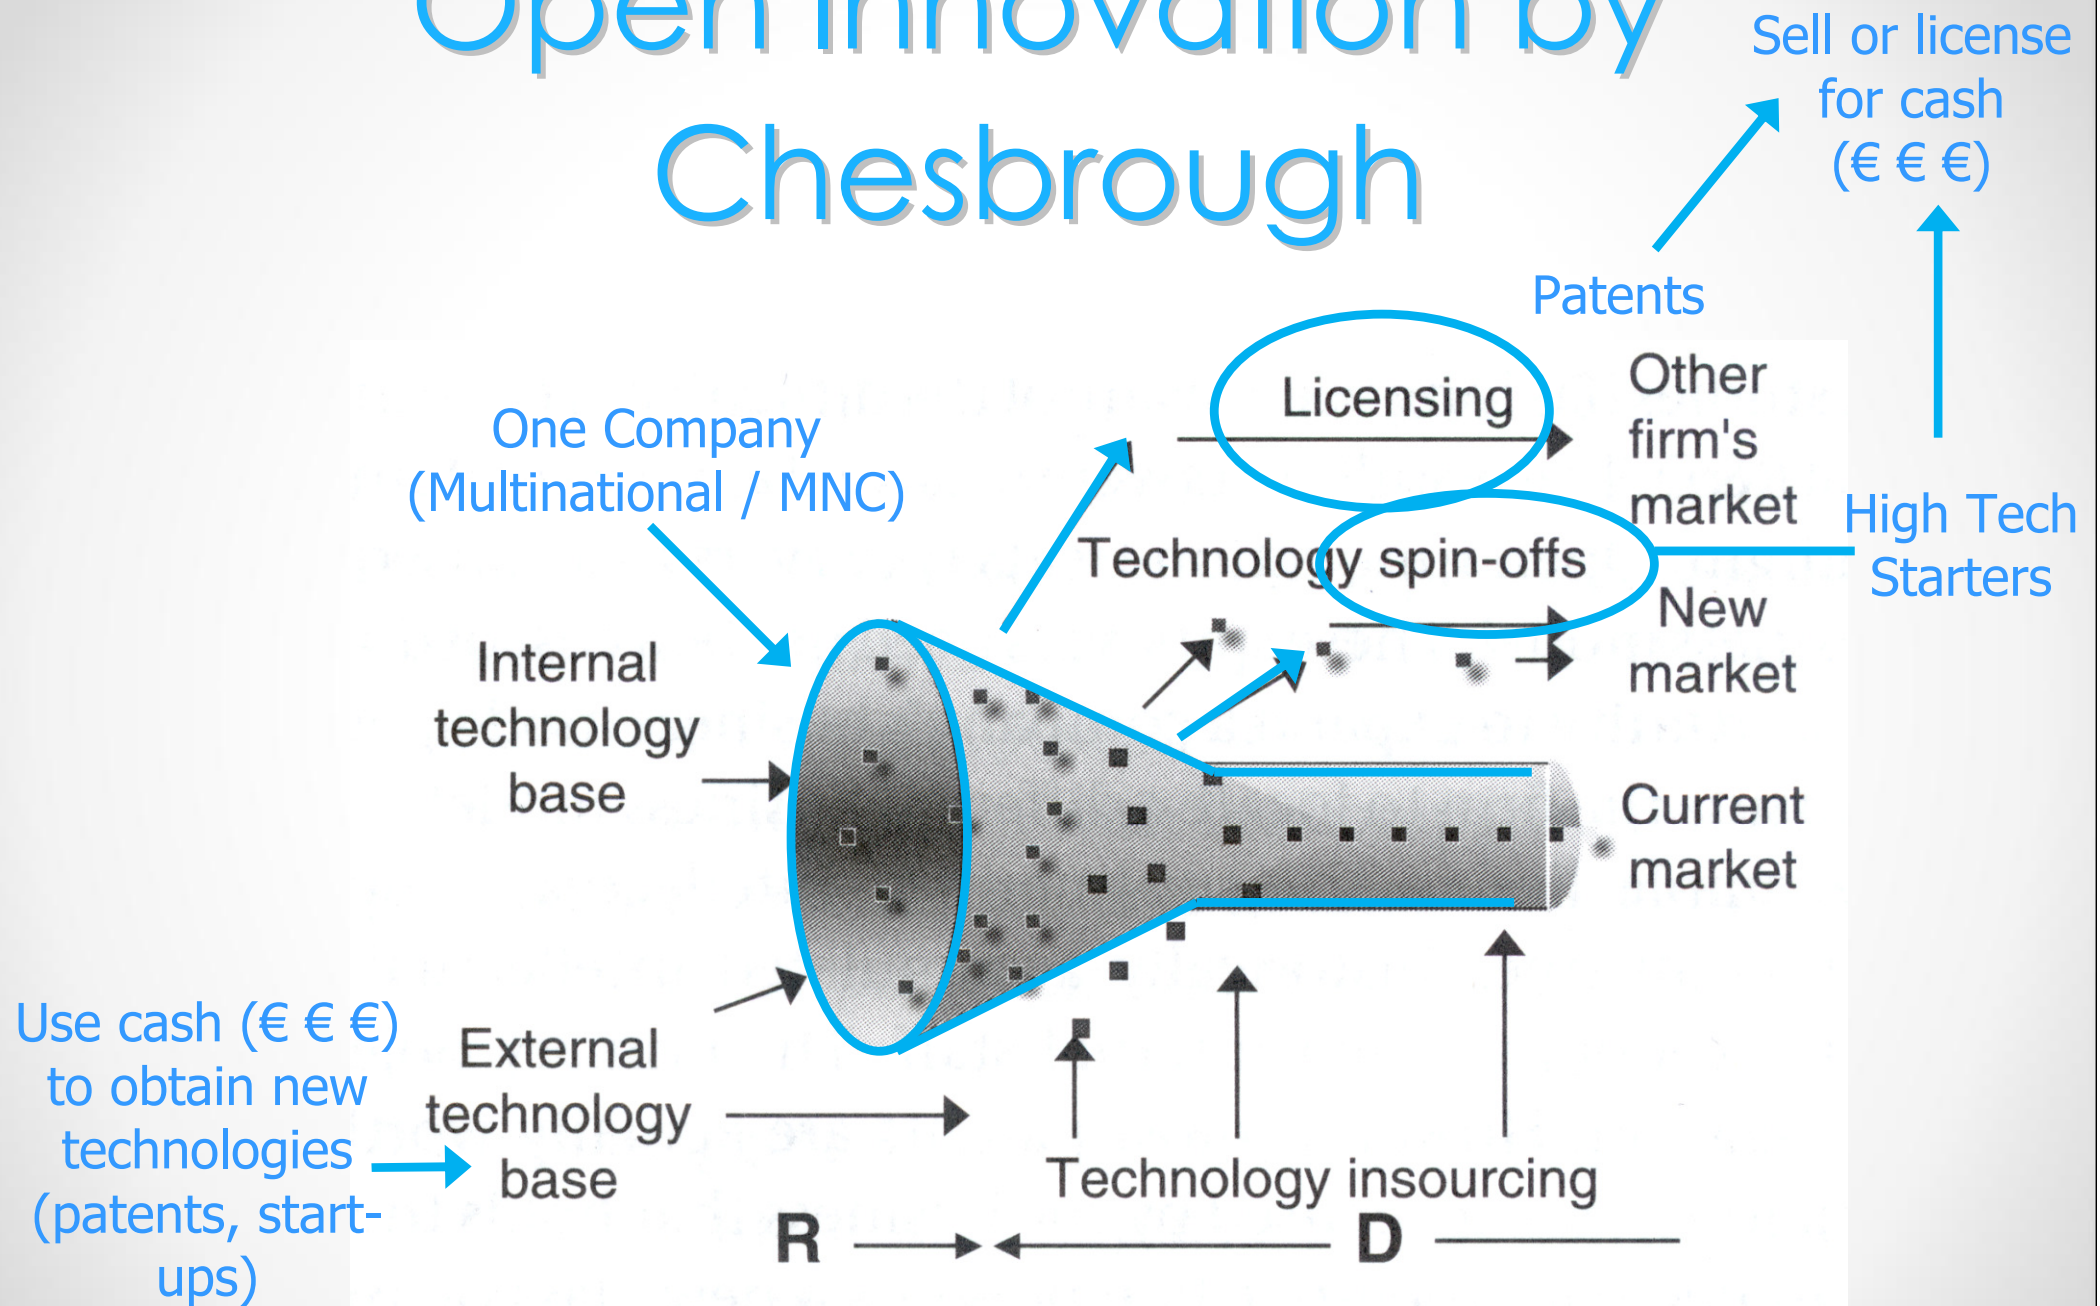 Open Innovation by
Chesbrough
Sell or license
for cash
(€ € €)
Patents
Licensing
Other
firm's
market
One Company
(Multinational / MNC)
High Tech
Starters
Technology spin-offs
New
market
Internal
technology
base
Current
market
Use cash (€ € €)
to obtain new
technologies
(patents, start-
ups)
External
technology
base
Technology insourcing
R
D